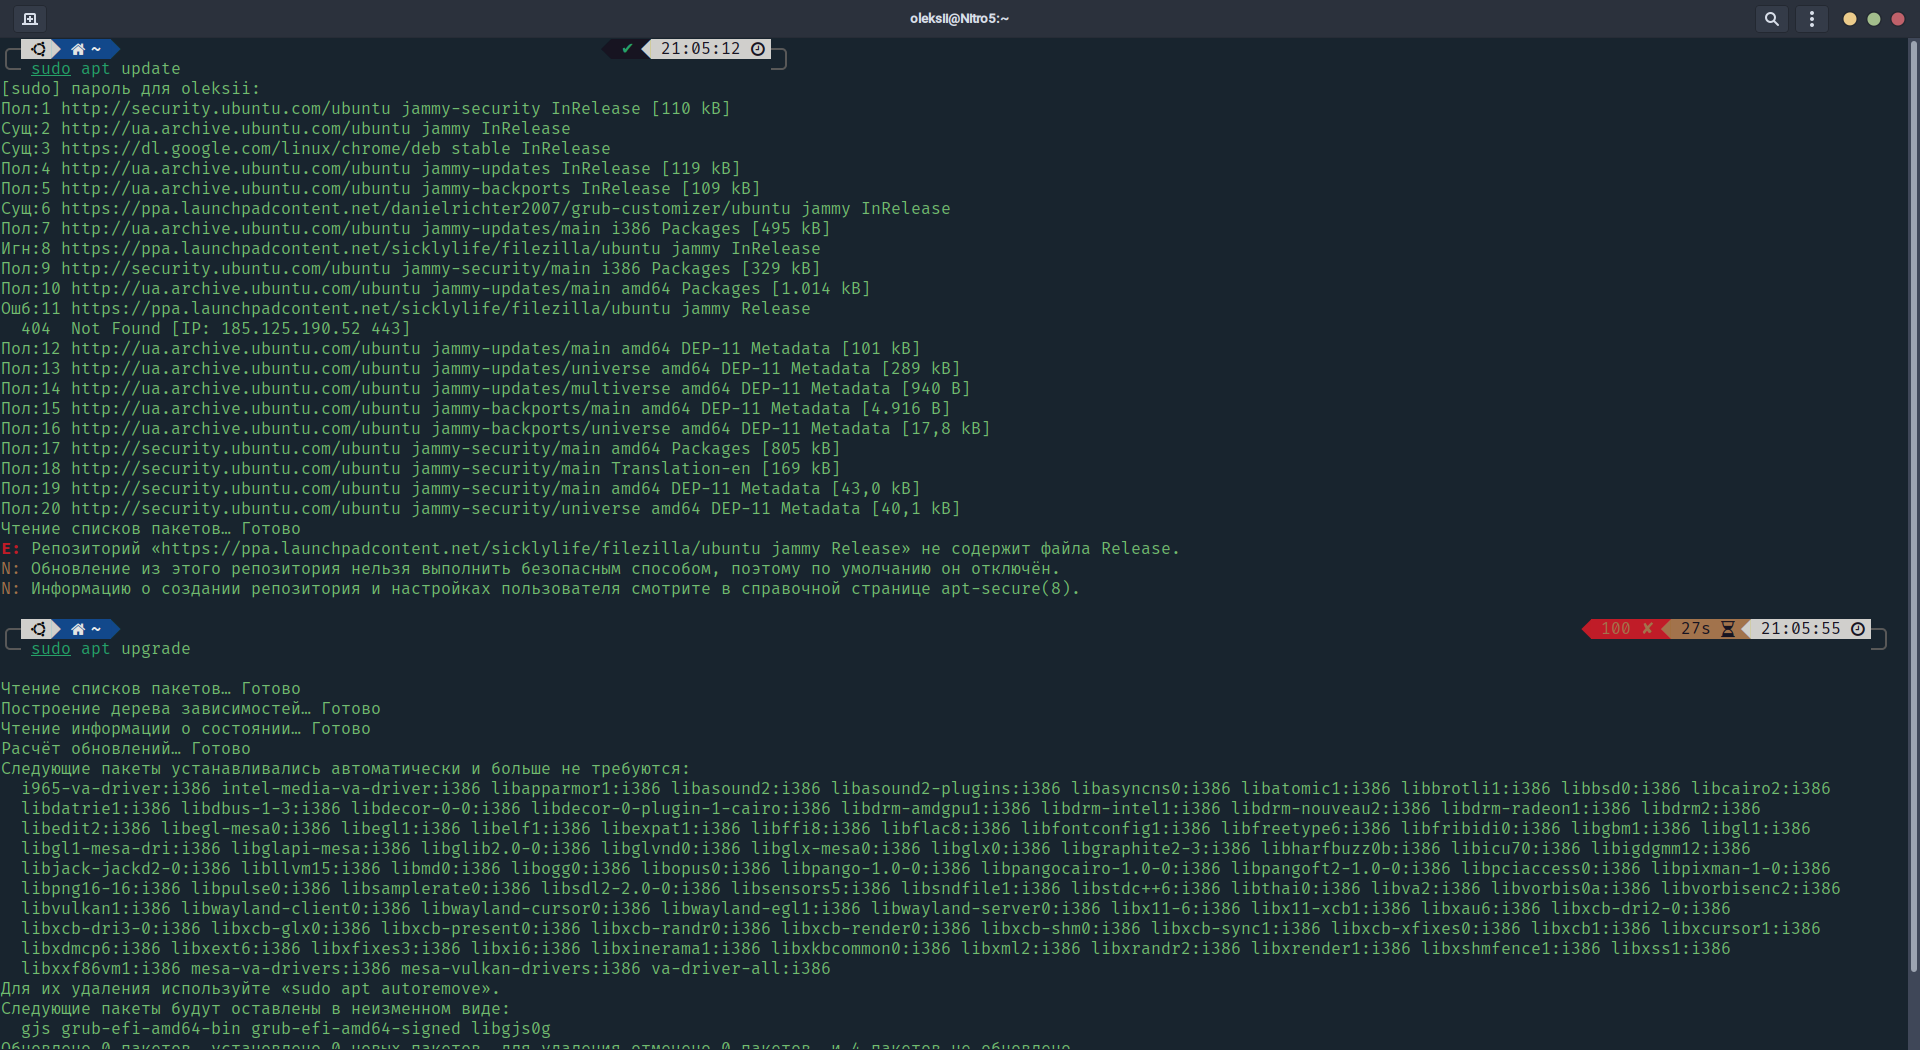 oleksii@Nitro5:~
~ ✔ 21:05:12
sudo apt update
[sudo] пароль для oleksii:
Пол:1 http://security.ubuntu.com/ubuntu jammy-security InRelease [110 kB]
Сущ:2 http://ua.archive.ubuntu.com/ubuntu jammy InRelease
Сущ:3 https://dl.google.com/linux/chrome/deb stable InRelease
Пол:4 http://ua.archive.ubuntu.com/ubuntu jammy-updates InRelease [119 kB]
Пол:5 http://ua.archive.ubuntu.com/ubuntu jammy-backports InRelease [109 kB]
Сущ:6 https://ppa.launchpadcontent.net/danielrichter2007/grub-customizer/ubuntu jammy InRelease
Пол:7 http://ua.archive.ubuntu.com/ubuntu jammy-updates/main i386 Packages [495 kB]
Игн:8 https://ppa.launchpadcontent.net/sicklylife/filezilla/ubuntu jammy InRelease
Пол:9 http://security.ubuntu.com/ubuntu jammy-security/main i386 Packages [329 kB]
Пол:10 http://ua.archive.ubuntu.com/ubuntu jammy-updates/main amd64 Packages [1.014 kB]
Ошб:11 https://ppa.launchpadcontent.net/sicklylife/filezilla/ubuntu jammy Release
404  Not Found [IP: 185.125.190.52 443]
Пол:12 http://ua.archive.ubuntu.com/ubuntu jammy-updates/main amd64 DEP-11 Metadata [101 kB]
Пол:13 http://ua.archive.ubuntu.com/ubuntu jammy-updates/universe amd64 DEP-11 Metadata [289 kB]
Пол:14 http://ua.archive.ubuntu.com/ubuntu jammy-updates/multiverse amd64 DEP-11 Metadata [940 B]
Пол:15 http://ua.archive.ubuntu.com/ubuntu jammy-backports/main amd64 DEP-11 Metadata [4.916 B]
Пол:16 http://ua.archive.ubuntu.com/ubuntu jammy-backports/universe amd64 DEP-11 Metadata [17,8 kB]
Пол:17 http://security.ubuntu.com/ubuntu jammy-security/main amd64 Packages [805 kB]
Пол:18 http://security.ubuntu.com/ubuntu jammy-security/main Translation-en [169 kB]
Пол:19 http://security.ubuntu.com/ubuntu jammy-security/main amd64 DEP-11 Metadata [43,0 kB]
Пол:20 http://security.ubuntu.com/ubuntu jammy-security/universe amd64 DEP-11 Metadata [40,1 kB]
Чтение списков пакетов… Готово
E: Репозиторий «https://ppa.launchpadcontent.net/sicklylife/filezilla/ubuntu jammy Release» не содержит файла Release.
N: Обновление из этого репозитория нельзя выполнить безопасным способом, поэтому по умолчанию он отключён.
N: Информацию о создании репозитория и настройках пользователя смотрите в справочной странице apt-secure(8).
~ 100 ✘ 27s 21:05:55
sudo apt upgrade
Чтение списков пакетов… Готово
Построение дерева зависимостей… Готово
Чтение информации о состоянии… Готово
Расчёт обновлений… Готово
Следующие пакеты устанавливались автоматически и больше не требуются:
i965-va-driver:i386 intel-media-va-driver:i386 libapparmor1:i386 libasound2:i386 libasound2-plugins:i386 libasyncns0:i386 libatomic1:i386 libbrotli1:i386 libbsd0:i386 libcairo2:i386
libdatrie1:i386 libdbus-1-3:i386 libdecor-0-0:i386 libdecor-0-plugin-1-cairo:i386 libdrm-amdgpu1:i386 libdrm-intel1:i386 libdrm-nouveau2:i386 libdrm-radeon1:i386 libdrm2:i386
libedit2:i386 libegl-mesa0:i386 libegl1:i386 libelf1:i386 libexpat1:i386 libffi8:i386 libflac8:i386 libfontconfig1:i386 libfreetype6:i386 libfribidi0:i386 libgbm1:i386 libgl1:i386
libgl1-mesa-dri:i386 libglapi-mesa:i386 libglib2.0-0:i386 libglvnd0:i386 libglx-mesa0:i386 libglx0:i386 libgraphite2-3:i386 libharfbuzz0b:i386 libicu70:i386 libigdgmm12:i386
libjack-jackd2-0:i386 libllvm15:i386 libmd0:i386 libogg0:i386 libopus0:i386 libpango-1.0-0:i386 libpangocairo-1.0-0:i386 libpangoft2-1.0-0:i386 libpciaccess0:i386 libpixman-1-0:i386
libpng16-16:i386 libpulse0:i386 libsamplerate0:i386 libsdl2-2.0-0:i386 libsensors5:i386 libsndfile1:i386 libstdc++6:i386 libthai0:i386 libva2:i386 libvorbis0a:i386 libvorbisenc2:i386
libvulkan1:i386 libwayland-client0:i386 libwayland-cursor0:i386 libwayland-egl1:i386 libwayland-server0:i386 libx11-6:i386 libx11-xcb1:i386 libxau6:i386 libxcb-dri2-0:i386
libxcb-dri3-0:i386 libxcb-glx0:i386 libxcb-present0:i386 libxcb-randr0:i386 libxcb-render0:i386 libxcb-shm0:i386 libxcb-sync1:i386 libxcb-xfixes0:i386 libxcb1:i386 libxcursor1:i386
libxdmcp6:i386 libxext6:i386 libxfixes3:i386 libxi6:i386 libxinerama1:i386 libxkbcommon0:i386 libxml2:i386 libxrandr2:i386 libxrender1:i386 libxshmfence1:i386 libxss1:i386
libxxf86vm1:i386 mesa-va-drivers:i386 mesa-vulkan-drivers:i386 va-driver-all:i386
Для их удаления используйте «sudo apt autoremove».
Следующие пакеты будут оставлены в неизменном виде:
gjs grub-efi-amd64-bin grub-efi-amd64-signed libgjs0g
Обновлено 0 пакетов, установлено 0 новых пакетов, для удаления отмечено 0 пакетов, и 4 пакетов не обновлено.